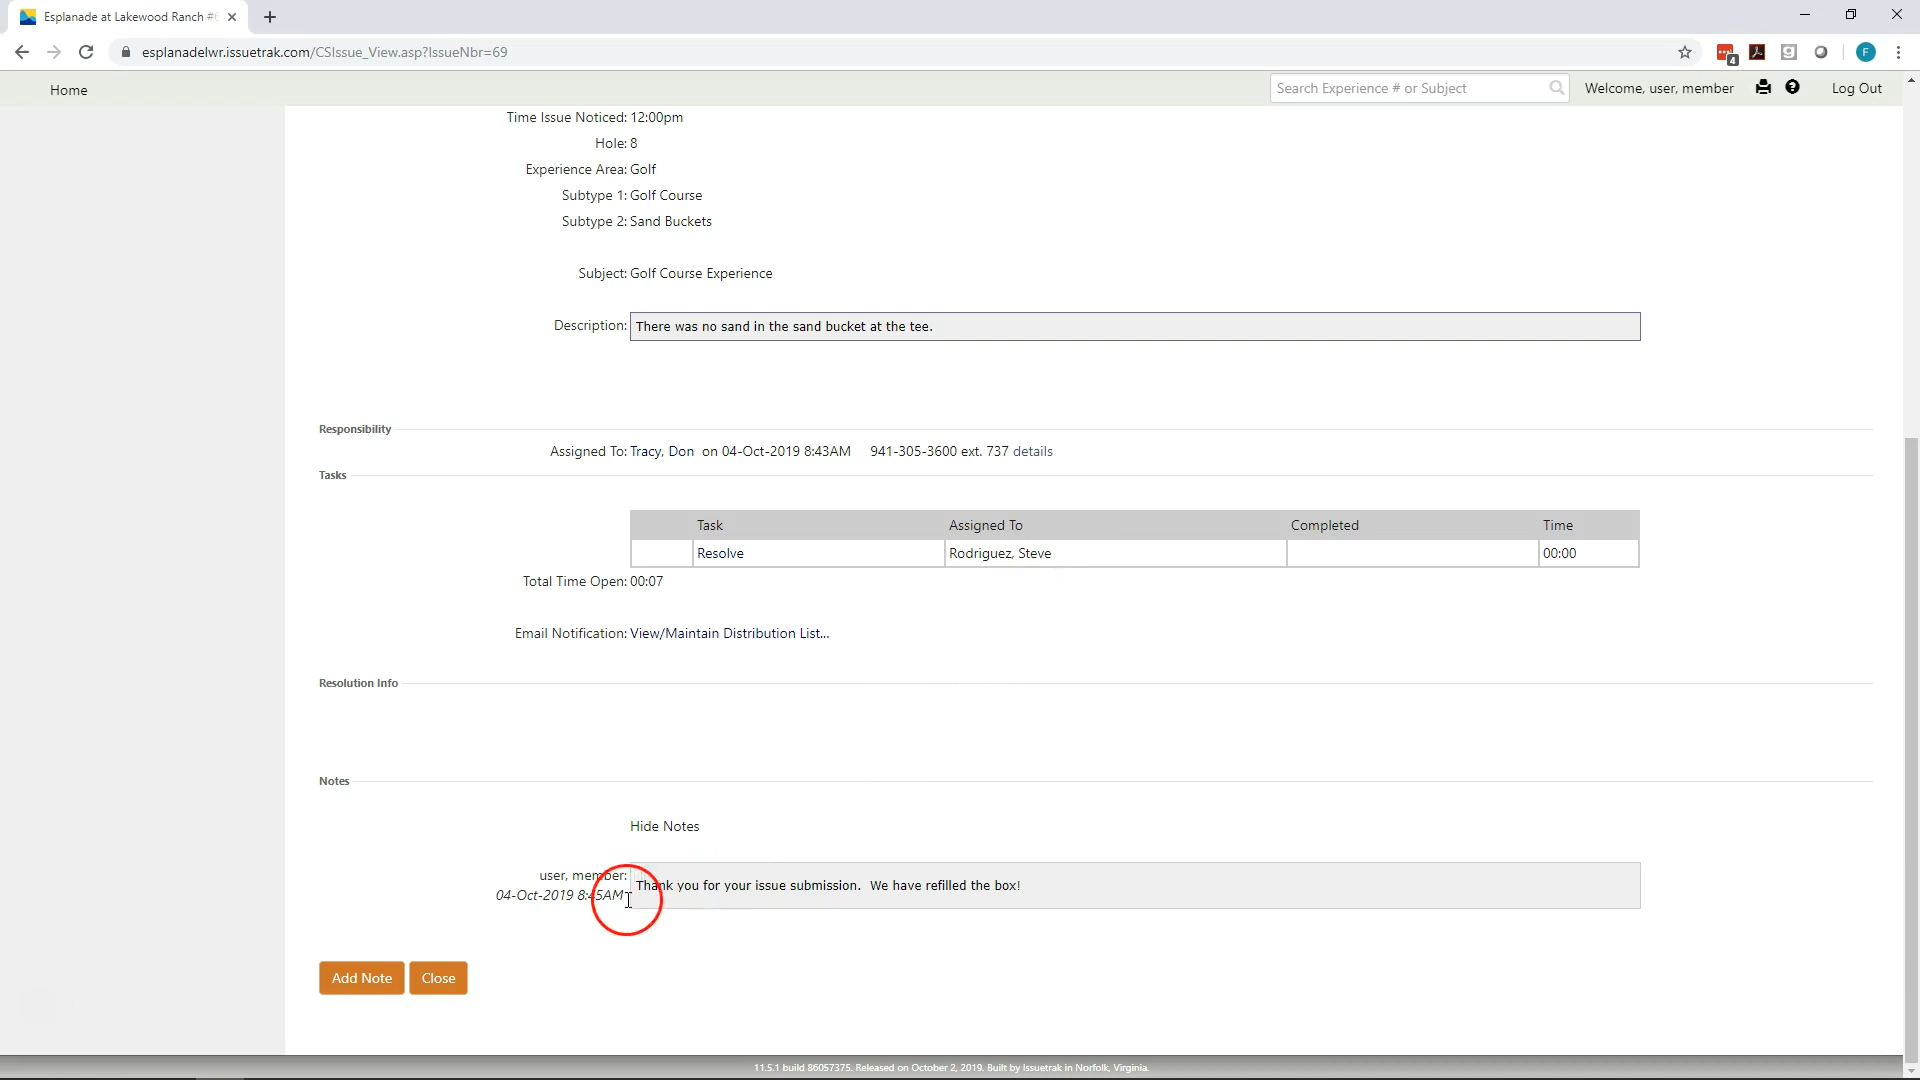 Esplanade at Lakewood Ranch #
esplanadelwr.issuetrak.com/CSIssue_View.asp?IssueNbr=69
4
F
Home
Search Experience # or Subject
Welcome, user, member
Log Out
Time Issue Noticed: 12:00pm
Hole: 8
Experience Area: Golf
Subtype 1: Golf Course
Subtype 2: Sand Buckets
Subject: Golf Course Experience
Description: There was no sand in the sand bucket at the tee.
Responsibility
Assigned To: Tracy, Don on 04-Oct-2019 8:43AM 941-305-3600 ext. 737 details
Tasks
Task Assigned To Completed Time
Resolve Rodriguez, Steve 00:00
Total Time Open: 00:07
Email Notification: View/Maintain Distribution List...
Resolution Info
Notes
Hide Notes
user, member:
04-Oct-2019 8:45AM
Thank you for your issue submission. We have refilled the box!
Add Note Close
11.5.1 build 86057375. Released on October 2, 2019. Built by Issuetrak in Norfolk, Virginia.